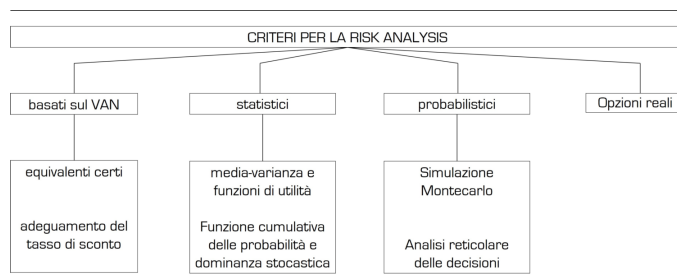 CRITERI PER LA RISK ANALYSIS
basati sul VAN
statistici
probabilistici
Opzioni reali
equivalenti certi
adeguamento del
tasso di sconto
media-varianza e
funzioni di utilità
Funzione cumulativa
delle probabilità e
dominanza stocastica
Simulazione
Montecarlo
Analisi reticolare
delle decisioni